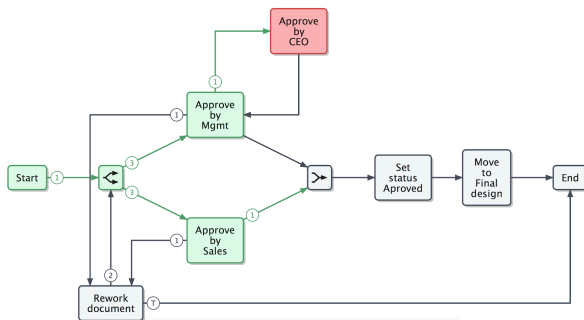 Approve
by
CEO
1
Approve
by
Mgmt
1
3
Start
1
3
Set
status
Aproved
Move
to
Final
design
End
Approve
by
Sales
1
1
2
Rework
document
T